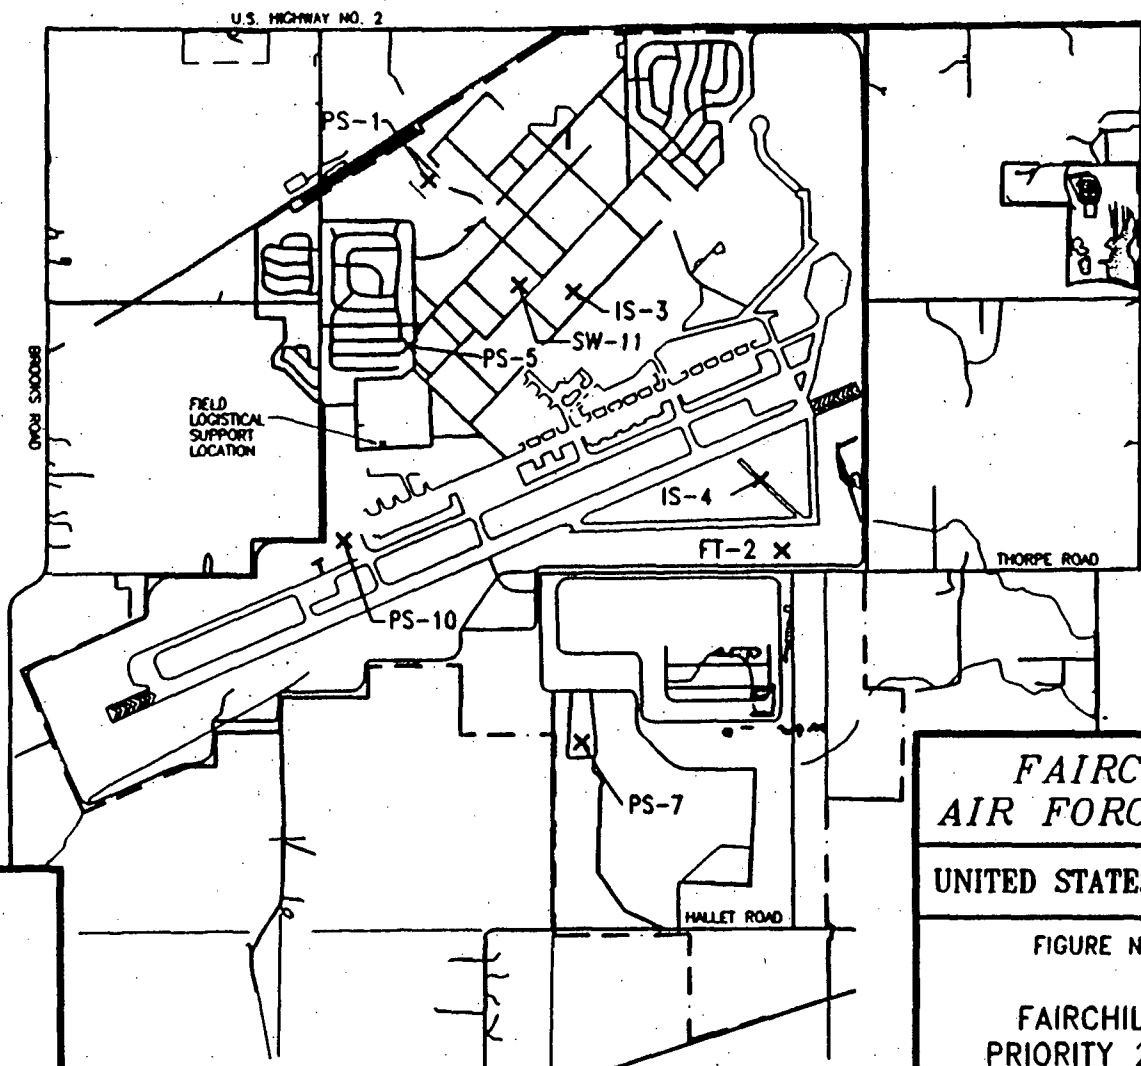 U.S. HIGHWAY NO. 2
PS-1
IS-3
SW-11
PS-5
BROOKS ROAD
FIELD
LOGISTICAL
SUPPORT
LOCATION
IS-4
FT-2
THORPE ROAD
PS-10
PS-7
HALLET ROAD
FAIRC
AIR FORC
UNITED STATE
FIGURE N
FAIRCHIL
PRIORITY 2